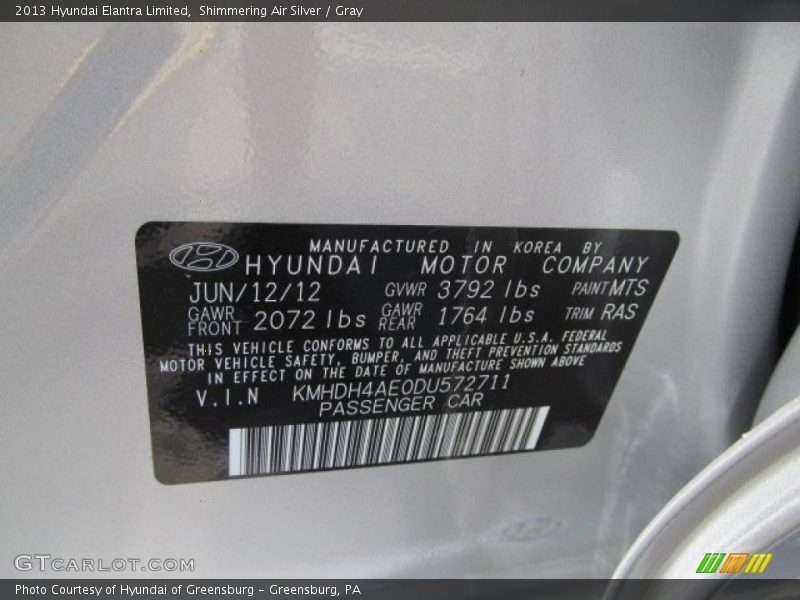 2013 Hyundai Elantra Limited, Shimmering Air Silver / Gray
MANUFACTURED IN KOREA BY
HYUNDAI MOTOR COMPANY
JUN/12/12 GVWR 3792 lbs PAINT MTS
GAWR FRONT 2072 lbs GAWR REAR 1764 lbs TRIM RAS
THIS VEHICLE CONFORMS TO ALL APPLICABLE U.S.A. FEDERAL
MOTOR VEHICLE SAFETY, BUMPER, AND THEFT PREVENTION STANDARDS
IN EFFECT ON THE DATE OF MANUFACTURE SHOWN ABOVE
V.I.N KMHDH4AE0DU572711
PASSENGER CAR
GTCARLOT.COM
Photo Courtesy of Hyundai of Greensburg - Greensburg, PA